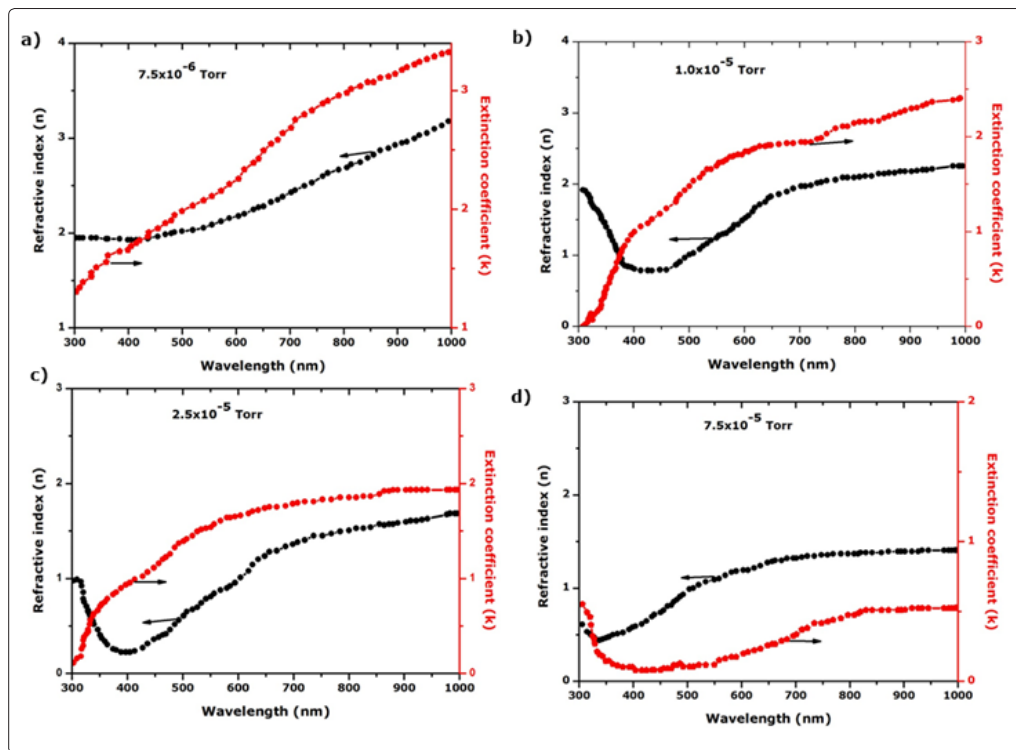 a)
7.5x10⁻⁶ Torr
4
3
2
1
Refractive index (n)
3
2
1
Extinction coefficient (k)
300 400 500 600 700 800 900 1000
Wavelength (nm)
b)
1.0x10⁻⁵ Torr
4
3
2
1
0
Refractive index (n)
3
2
1
0
Extinction coefficient (k)
300 400 500 600 700 800 900 1000
Wavelength (nm)
c)
2.5x10⁻⁵ Torr
3
2
1
0
Refractive index (n)
3
2
1
0
Extinction coefficient (k)
300 400 500 600 700 800 900 1000
Wavelength (nm)
d)
7.5x10⁻⁵ Torr
3
2
1
0
Refractive index (n)
2
1
0
Extinction coefficient (k)
300 400 500 600 700 800 900 1000
Wavelength (nm)